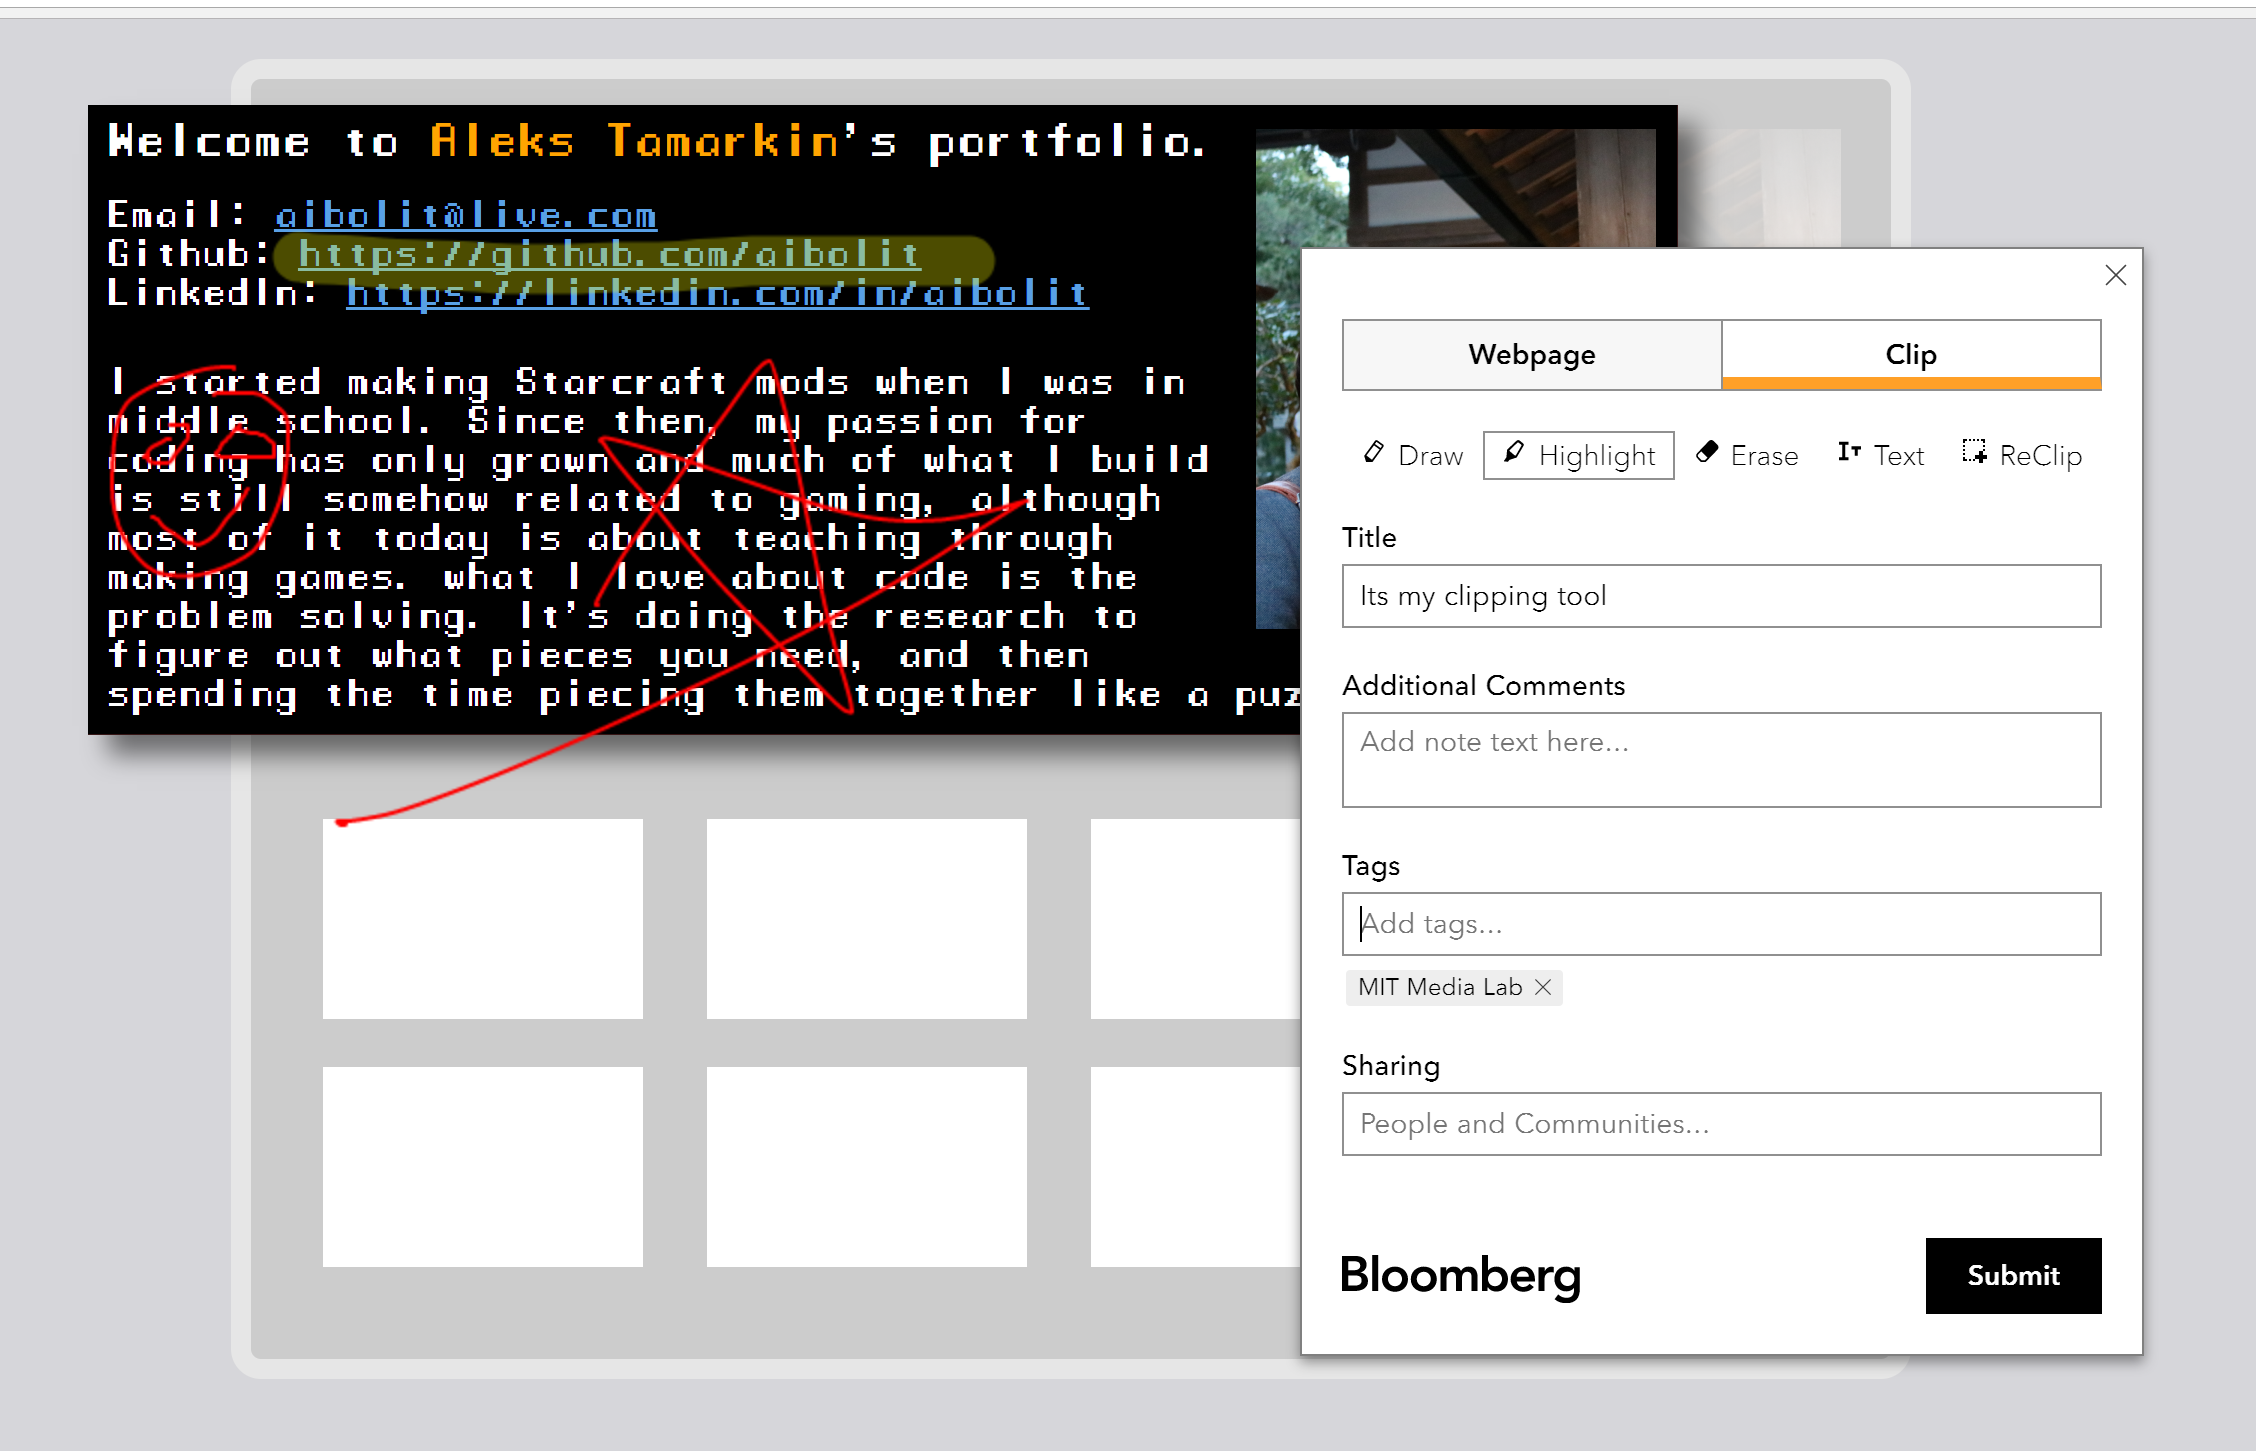 Welcome to Aleks Tamarkin's portfolio.
Email: aibolit@live.com
Github: https://github.com/aibolit
LinkedIn: https://linkedin.com/in/aibolit
I started making Starcraft mods when I was in
middle school. Since then, my passion for
coding has only grown and much of what I build
is still somehow related to gaming, although
most of it today is about teaching through
making games. what I love about code is the
problem solving. It's doing the research to
figure out what pieces you need, and then
spending the time piecing them together like a puz
Webpage
Clip
Draw
Highlight
Erase
Text
ReClip
Title
Its my clipping tool
Additional Comments
Add note text here...
Tags
Add tags...
MIT Media Lab
Sharing
People and Communities...
Bloomberg
Submit